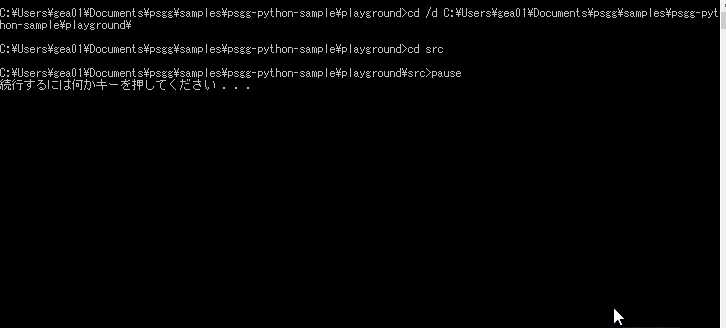 C:¥Users¥gea01¥Documents¥psgg¥samples¥psgg-python-sample¥playground>cd /d C:¥Users¥gea01¥Documents¥psgg¥samples¥psgg-pyt
hon-sample¥playground¥
C:¥Users¥gea01¥Documents¥psgg¥samples¥psgg-python-sample¥playground>cd src
C:¥Users¥gea01¥Documents¥psgg¥samples¥psgg-python-sample¥playground¥src>pause
続行するには何かキーを押してください . . .